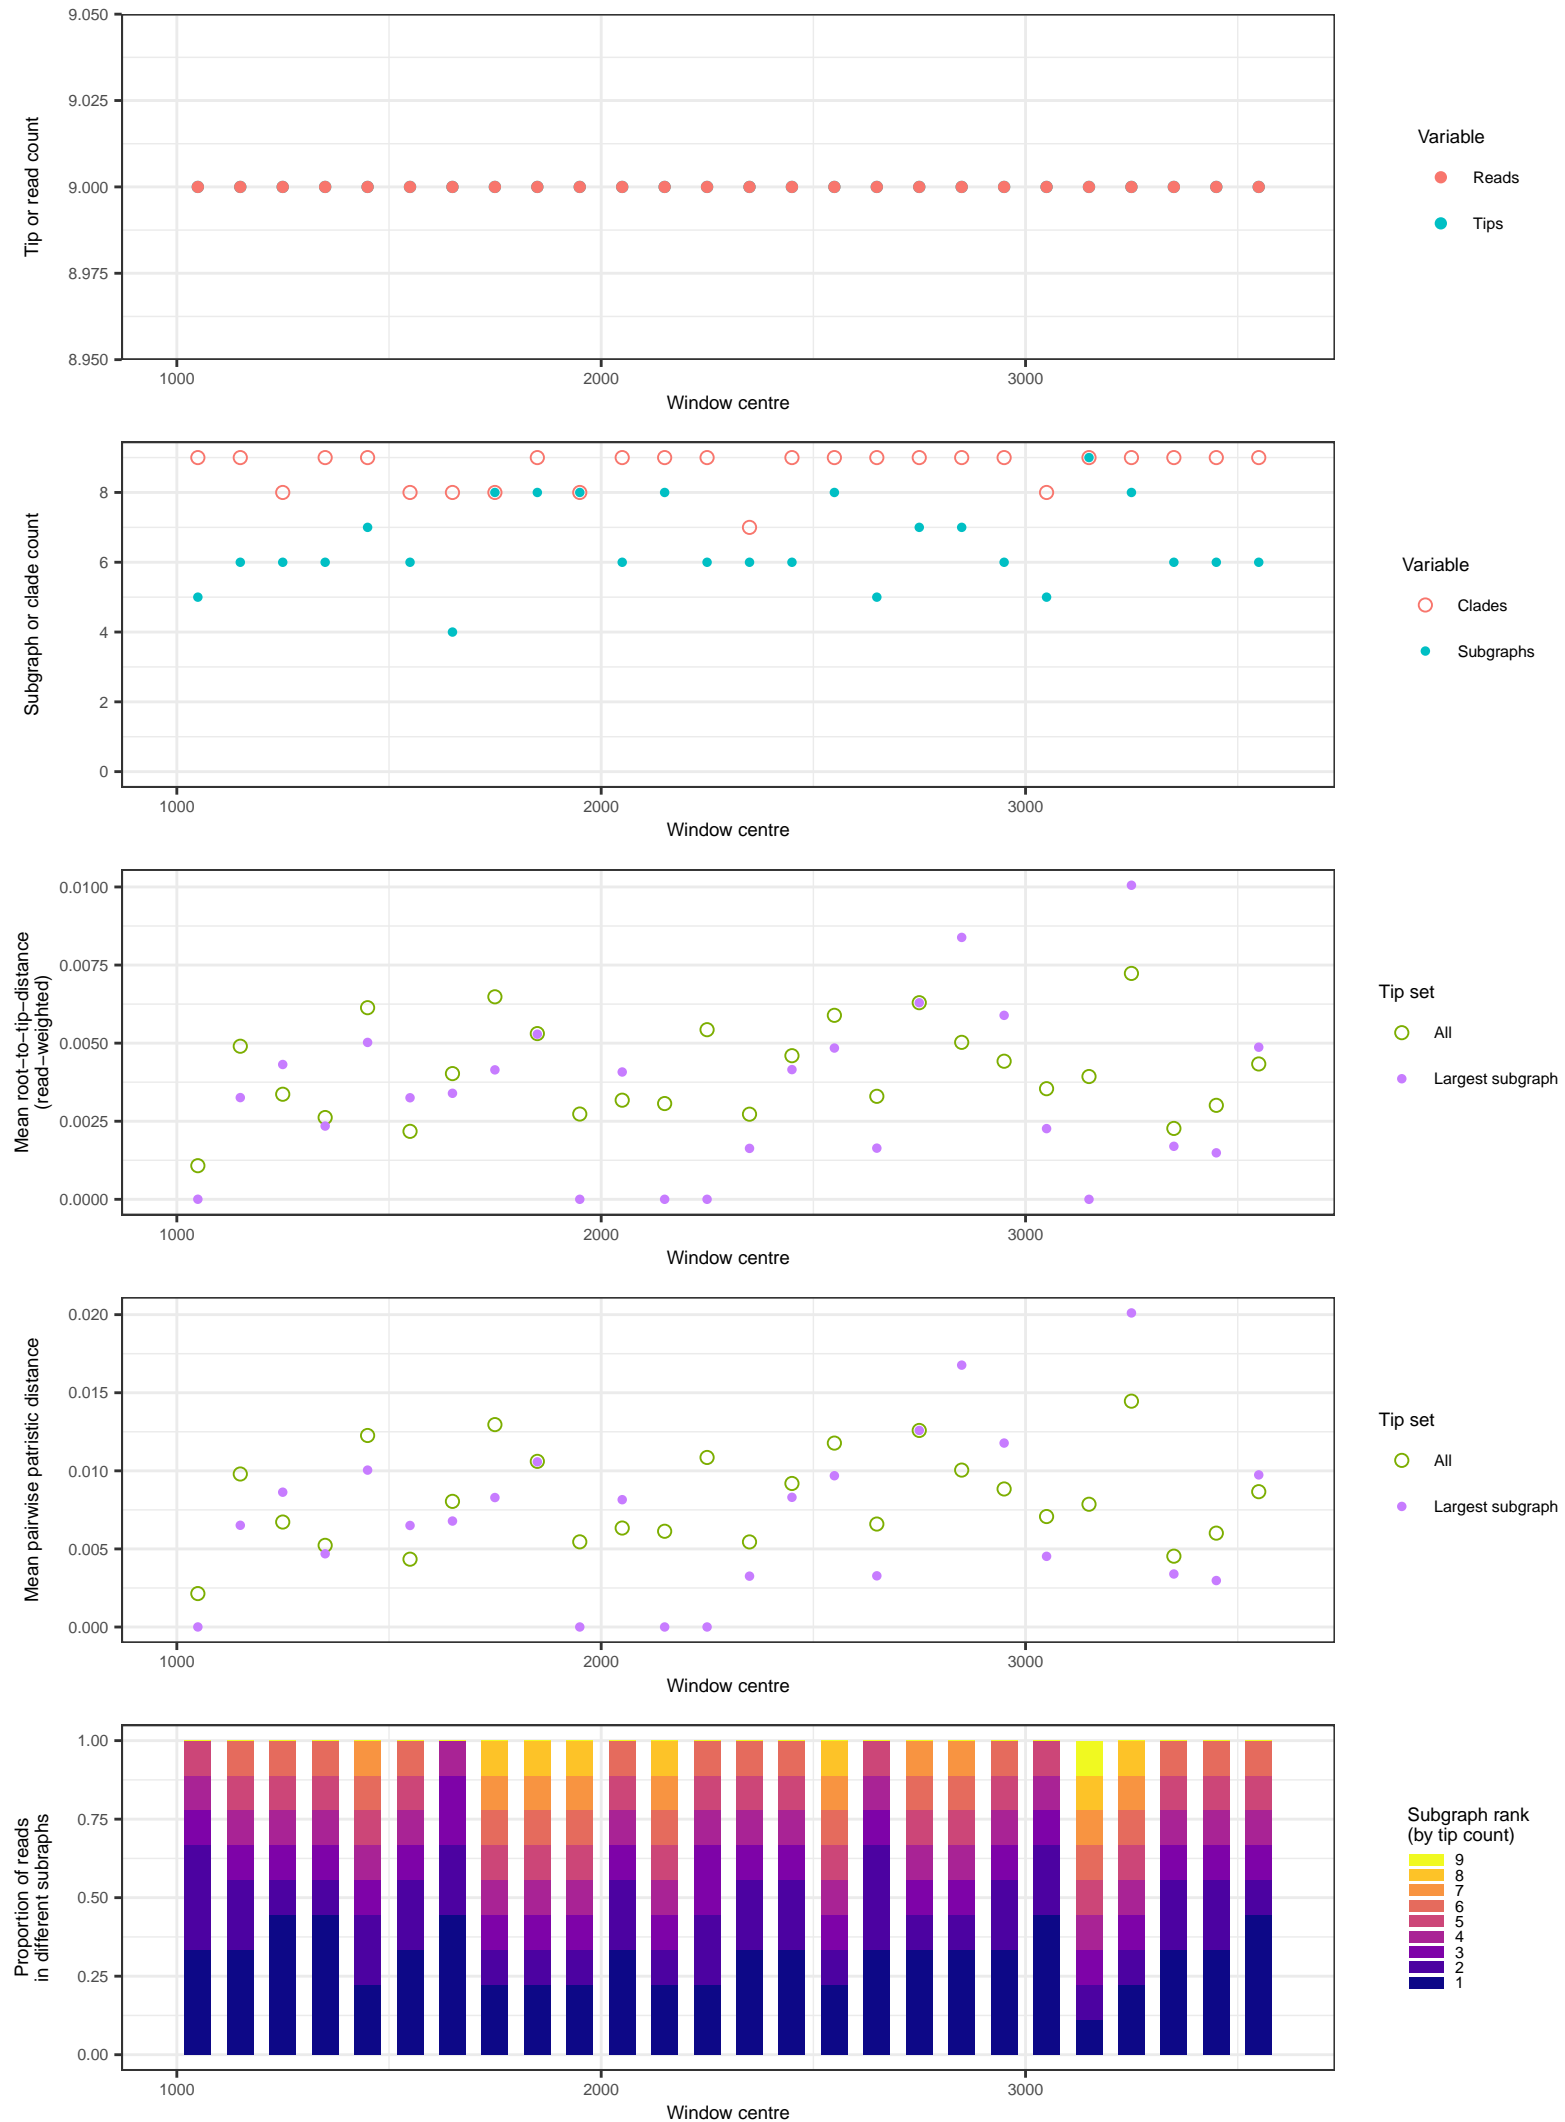 9.050
9.025
9.000
8.975
8.950
Tip or read count
1000 2000 3000
Window centre
Variable
Reads
Tips
8
6
4
2
0
Subgraph or clade count
1000 2000 3000
Window centre
Variable
Clades
Subgraphs
0.0100
0.0075
0.0050
0.0025
0.0000
Mean root−to−tip−distance
(read−weighted)
1000 2000 3000
Window centre
Tip set
All
Largest subgraph
0.020
0.015
0.010
0.005
0.000
Mean pairwise patristic distance
1000 2000 3000
Window centre
Tip set
All
Largest subgraph
1.00
0.75
0.50
0.25
0.00
Proportion of reads
in different subraphs
1000 2000 3000
Window centre
Subgraph rank
(by tip count)
9
8
7
6
5
4
3
2
1